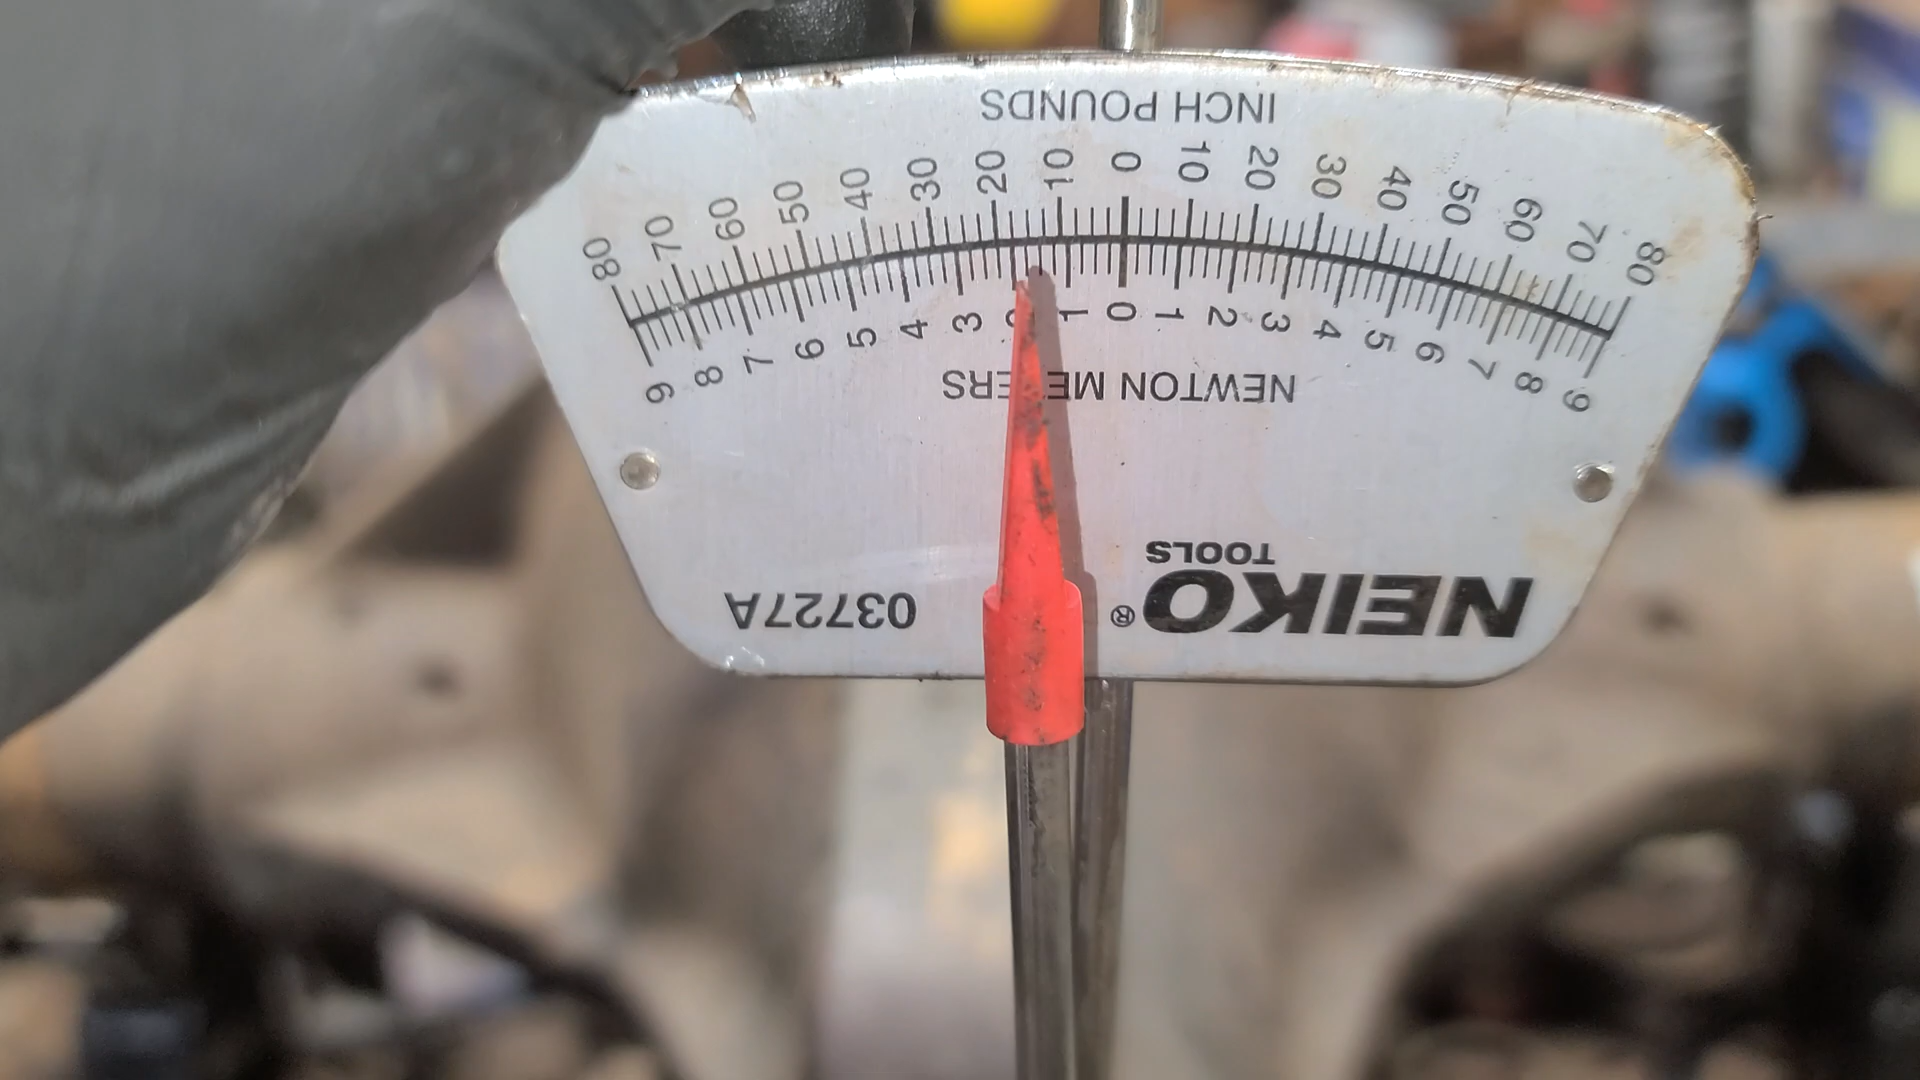 NEIKO®
TOOLS
03727A
NEWTON METERS
9 8 7 6 5 4 3 2 1 0 1 2 3 4 5 6 7 8 9
80 70 60 50 40 30 20 10 0 10 20 30 40 50 60 70 80
INCH POUNDS